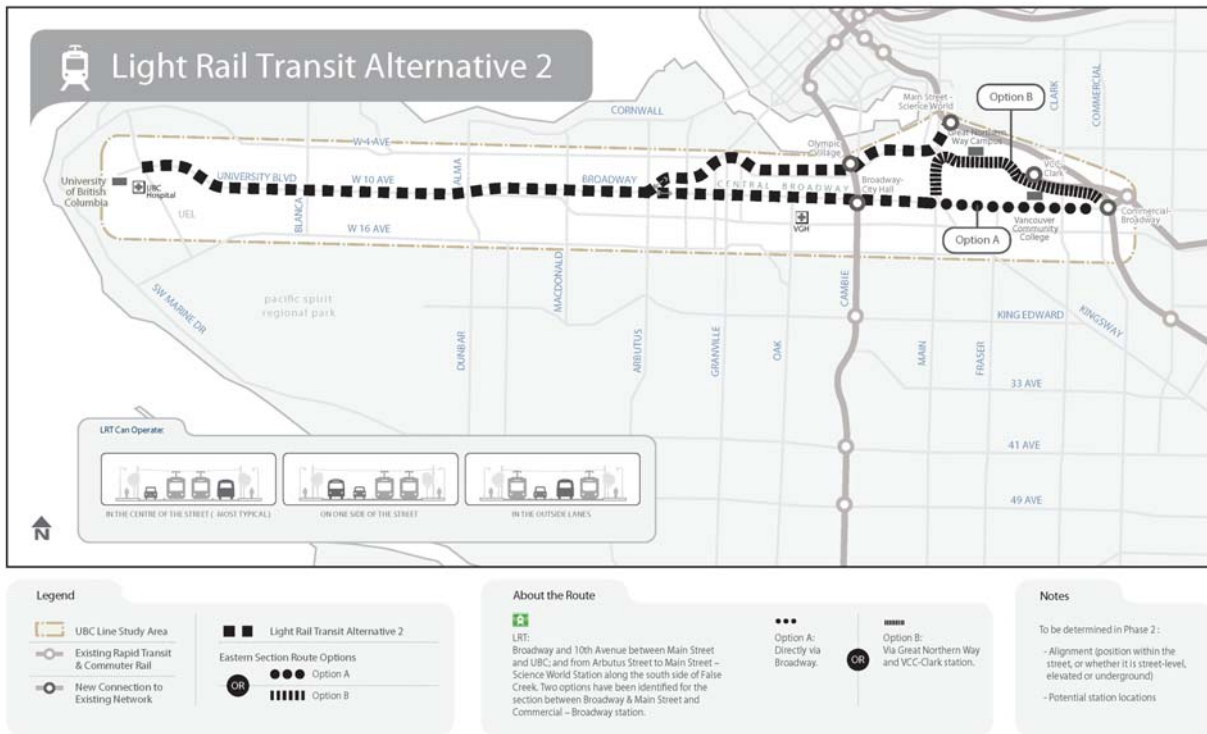 Light Rail Transit Alternative 2
CORNWALL
W 4 AVE
Main Street -
Science World
Option B
CLARK
COMMERCIAL
Great Northern
Way Campus
Olympic
Village
VCC-
Clark
University
of British
Columbia
UBC
Hospital
UNIVERSITY BLVD
W 10 AVE
ALMA
BROADWAY
CENTRAL BROADWAY
Broadway-
City Hall
Commercial-
Broadway
UEL
BLANCA
W 16 AVE
VGH
Vancouver
Community
College
Option A
pacific spirit
regional park
SW MARINE DR
DUNBAR
MACDONALD
ARBUTUS
GRANVILLE
OAK
CAMBIE
MAIN
FRASER
KING EDWARD
KINGSWAY
33 AVE
41 AVE
49 AVE
LRT Can Operate:
IN THE CENTRE OF THE STREET ( MOST TYPICAL)
ON ONE SIDE OF THE STREET
IN THE OUTSIDE LANES
N
Legend
UBC Line Study Area
Existing Rapid Transit
& Commuter Rail
New Connection to
Existing Network
Light Rail Transit Alternative 2
Eastern Section Route Options
OR
Option A
Option B
About the Route
LRT:
Broadway and 10th Avenue between Main Street
and UBC; and from Arbutus Street to Main Street –
Science World Station along the south side of False
Creek. Two options have been identified for the
section between Broadway & Main Street and
Commercial – Broadway station.
Option A:
Directly via
Broadway.
OR
Option B:
Via Great Northern Way
and VCC-Clark station.
Notes
To be determined in Phase 2 :
- Alignment (position within the
street, or whether it is street-level,
elevated or underground)
- Potential station locations